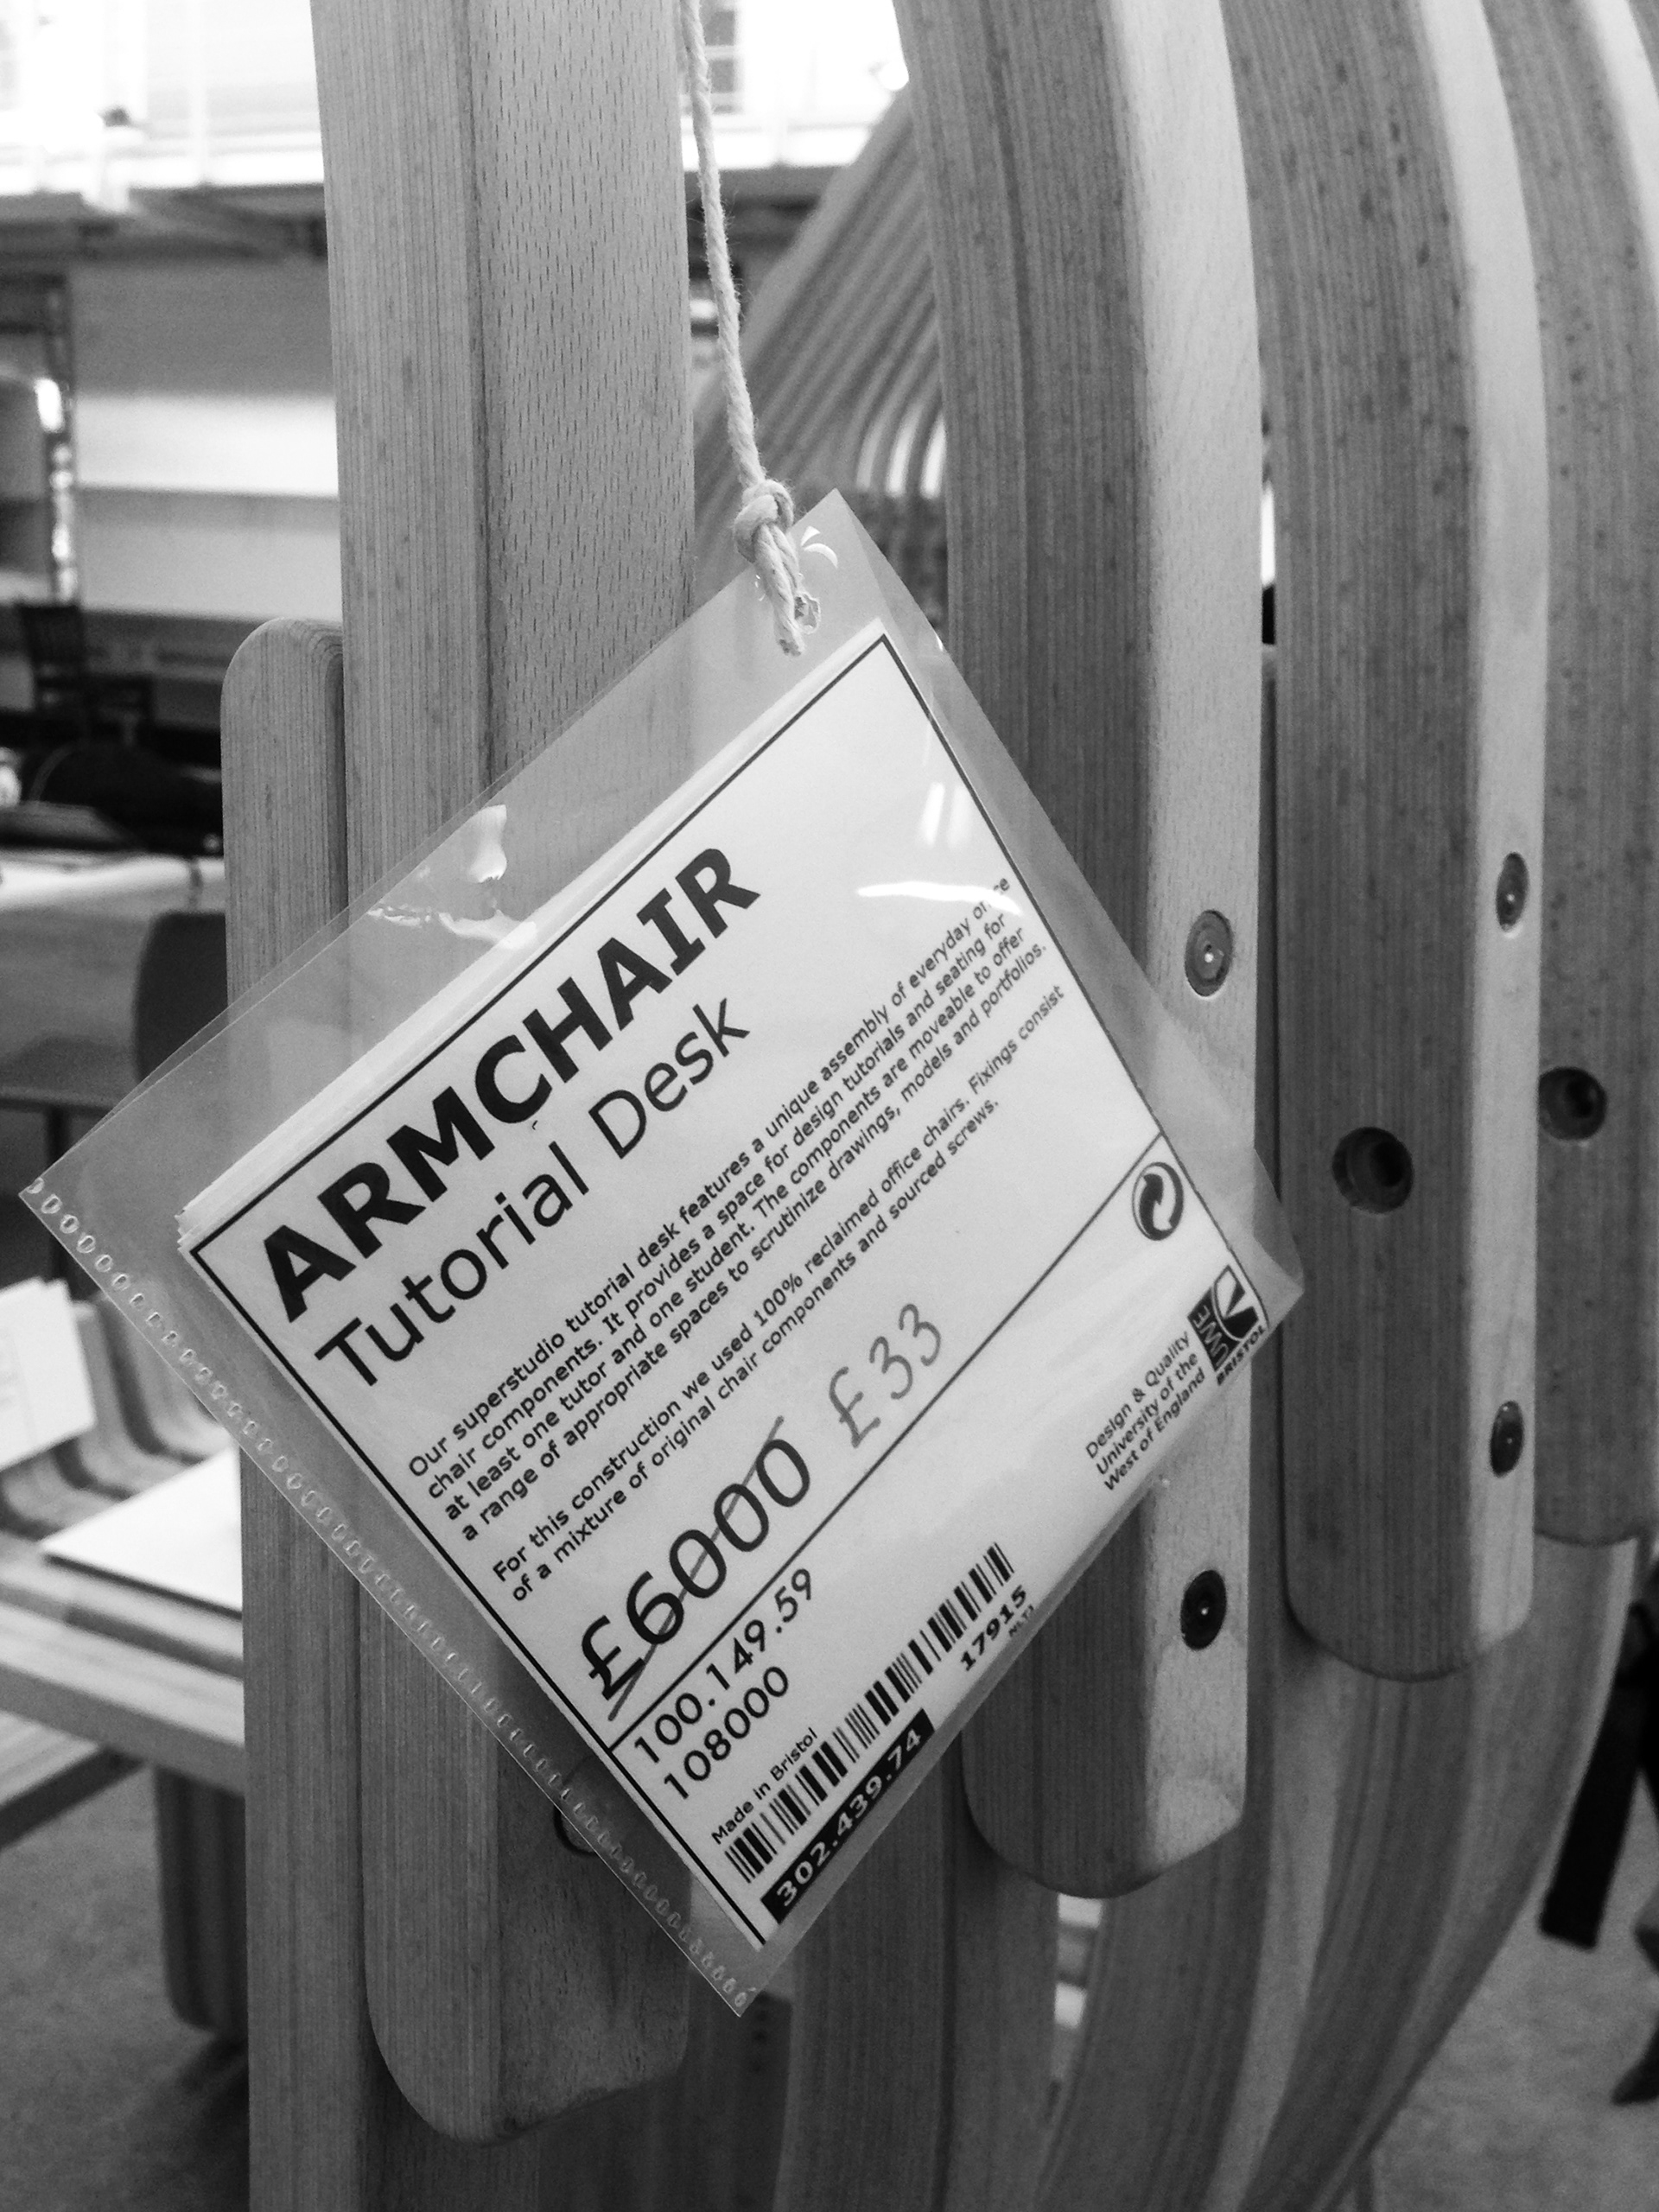 ARMCHAIR
Tutorial Desk
Our superstudio tutorial desk features a unique assembly of everyday office
chair components. It provides a space for design tutorials and seating for
at least one tutor and one student. The components are moveable to offer
a range of appropriate spaces to scrutinize drawings, models and portfolios.
For this construction we used 100% reclaimed office chairs. Fixings consist
of a mixture of original chair components and sourced screws.
£6000 £33
100.149.59
108000
Made in Bristol
17915
302.439.74
Design & Quality
University of the
West of England
UWE
BRISTOL